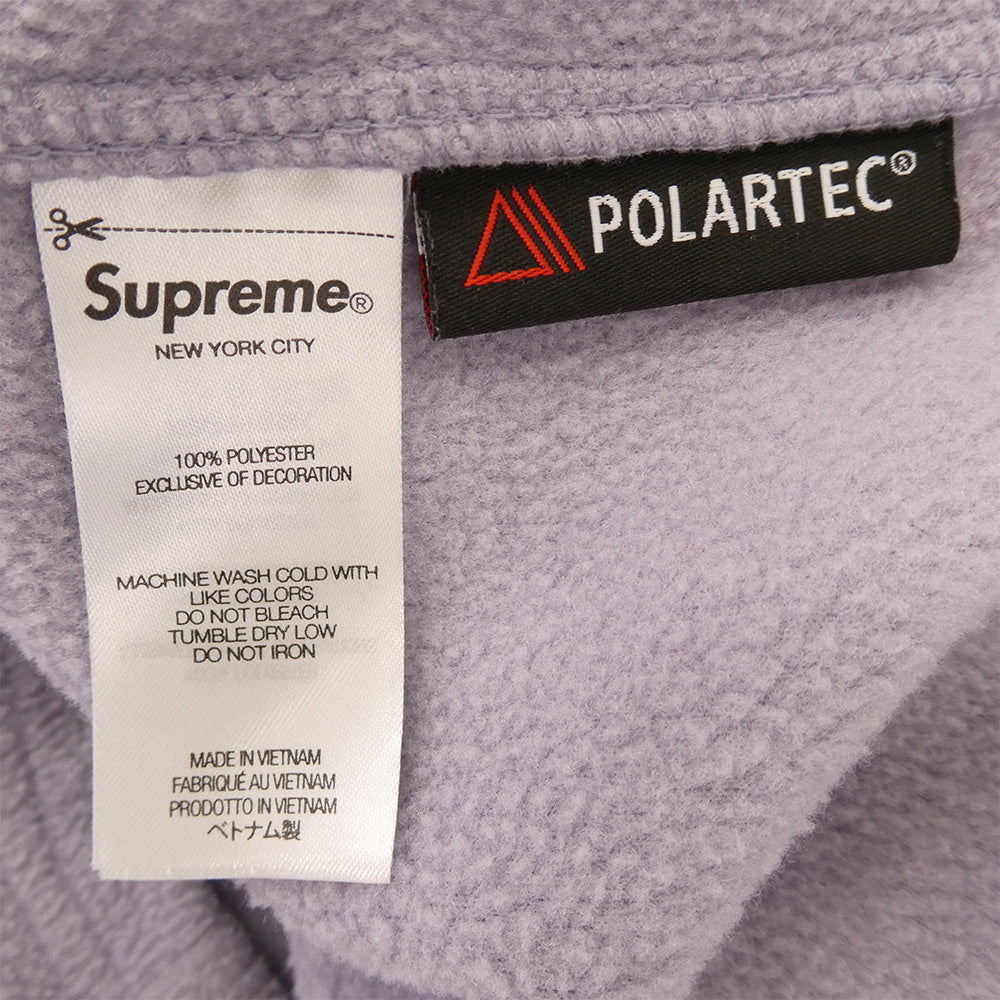 Supreme®
NEW YORK CITY
100% POLYESTER
EXCLUSIVE OF DECORATION
MACHINE WASH COLD WITH
LIKE COLORS
DO NOT BLEACH
TUMBLE DRY LOW
DO NOT IRON
MADE IN VIETNAM
FABRIQUÉ AU VIETNAM
PRODOTTO IN VIETNAM
ベトナム製
POLARTEC®